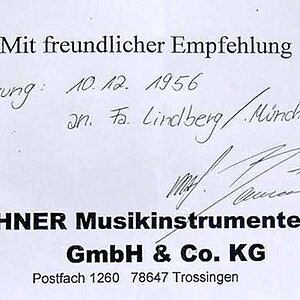 Mit freundlicher Empfehlung
ung: 10.12. 1956
an. Fa. Lindberg/. Münch
HNER Musikinstrumente
GmbH & Co. KG
Postfach 1260 78647 Trossingen